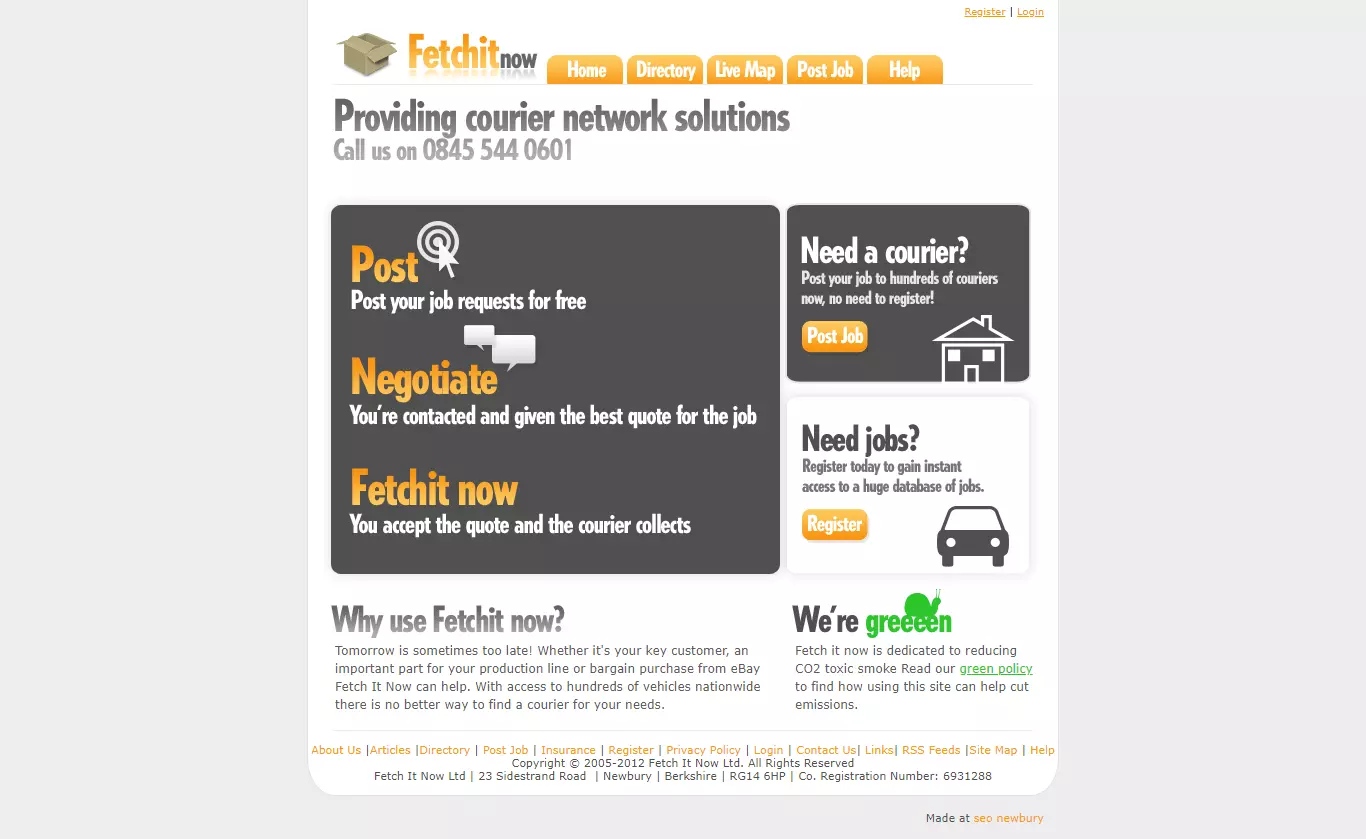 Register | Login
Fetchit now
Home Directory Live Map Post Job Help
Providing courier network solutions
Call us on 0845 544 0601
Post
Post your job requests for free
Negotiate
You're contacted and given the best quote for the job
Fetchit now
You accept the quote and the courier collects
Need a courier?
Post your job to hundreds of couriers
now, no need to register!
Post Job
Need jobs?
Register today to gain instant
access to a huge database of jobs.
Register
Why use Fetchit now?
Tomorrow is sometimes too late! Whether it's your key customer, an
important part for your production line or bargain purchase from eBay
Fetch It Now can help. With access to hundreds of vehicles nationwide
there is no better way to find a courier for your needs.
We're greeeen
Fetch it now is dedicated to reducing
CO2 toxic smoke Read our green policy
to find how using this site can help cut
emissions.
About Us |Articles |Directory | Post Job | Insurance | Register | Privacy Policy | Login | Contact Us| Links| RSS Feeds |Site Map | Help
Copyright © 2005-2012 Fetch It Now Ltd. All Rights Reserved
Fetch It Now Ltd | 23 Sidestrand Road | Newbury | Berkshire | RG14 6HP | Co. Registration Number: 6931288
Made at seo newbury